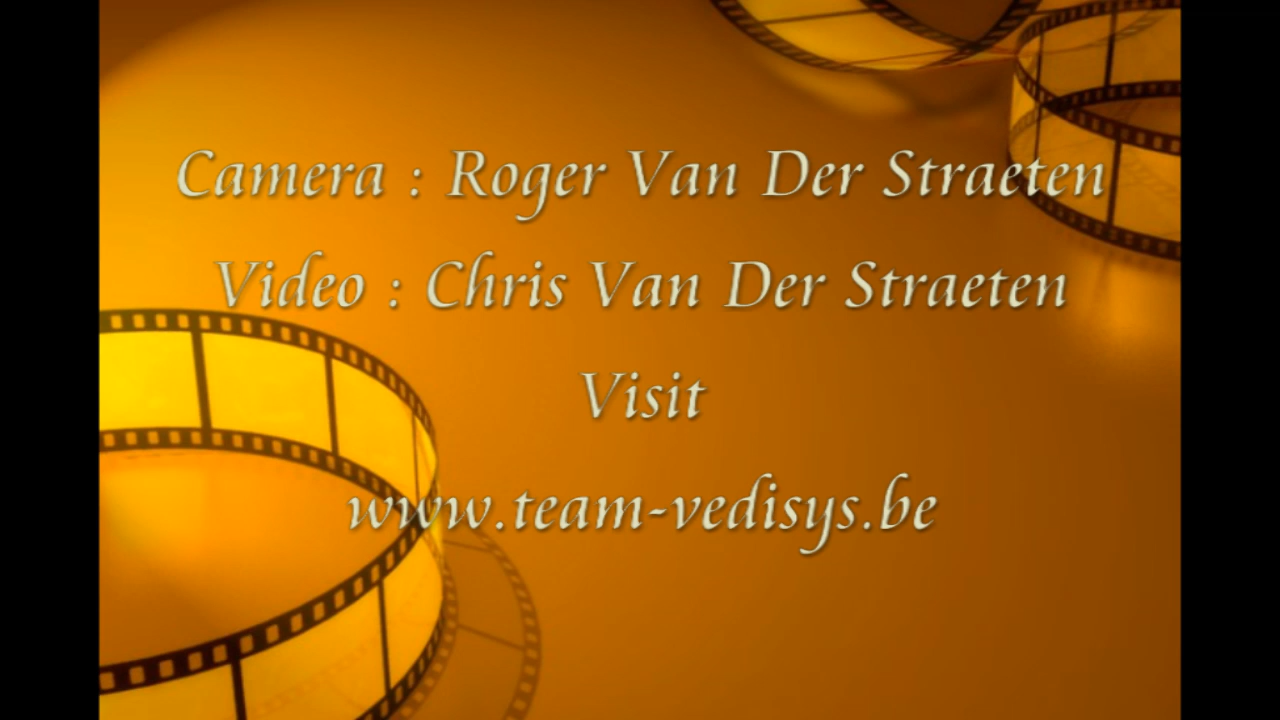 Camera : Roger Van Der Straeten
Video : Chris Van Der Straeten
Visit
www.team-vedisys.be